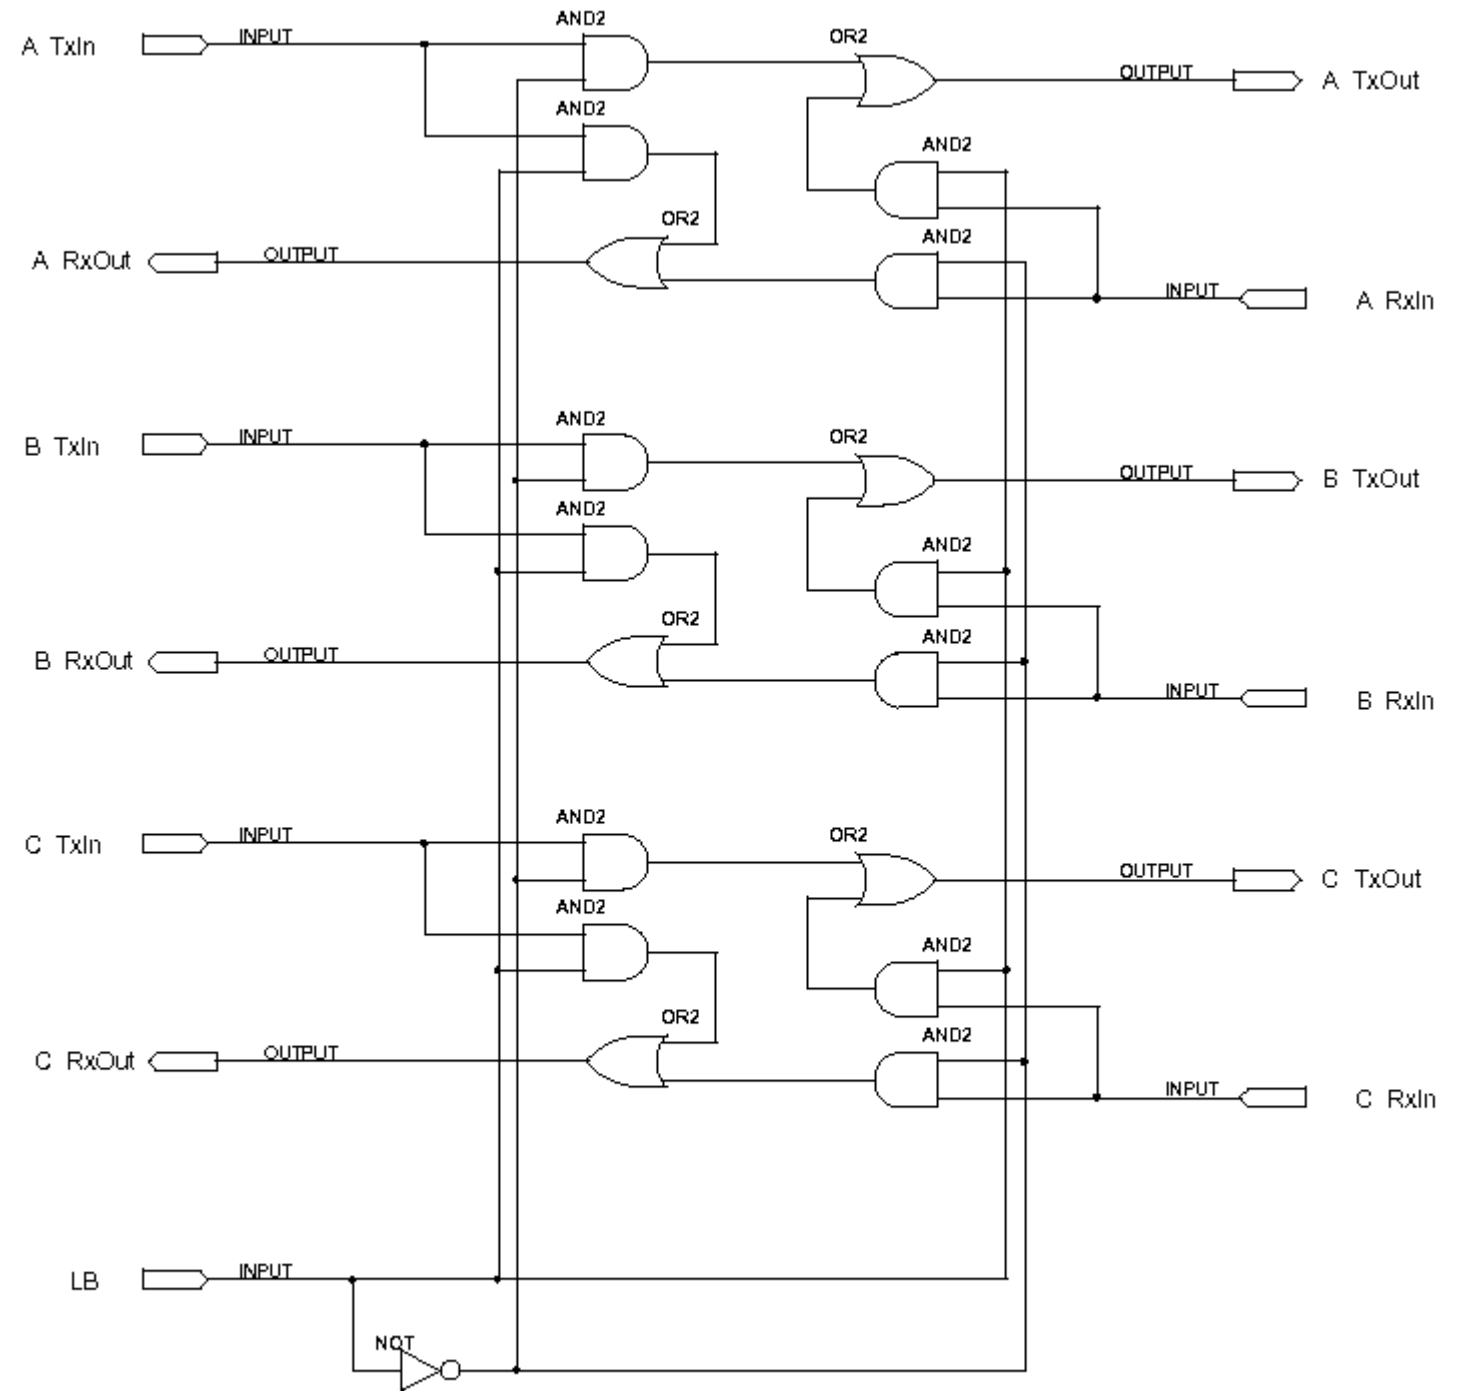 AND2
A TxIn INPUT OR2
OUTPUT A TxOut
AND2
AND2
OR2
AND2
A RxOut OUTPUT
INPUT A RxIn
AND2
B TxIn INPUT OR2
OUTPUT B TxOut
AND2
AND2
OR2
AND2
B RxOut OUTPUT
INPUT B RxIn
AND2
C TxIn INPUT OR2
OUTPUT C TxOut
AND2
AND2
OR2
AND2
C RxOut OUTPUT
INPUT C RxIn
LB INPUT
NOT